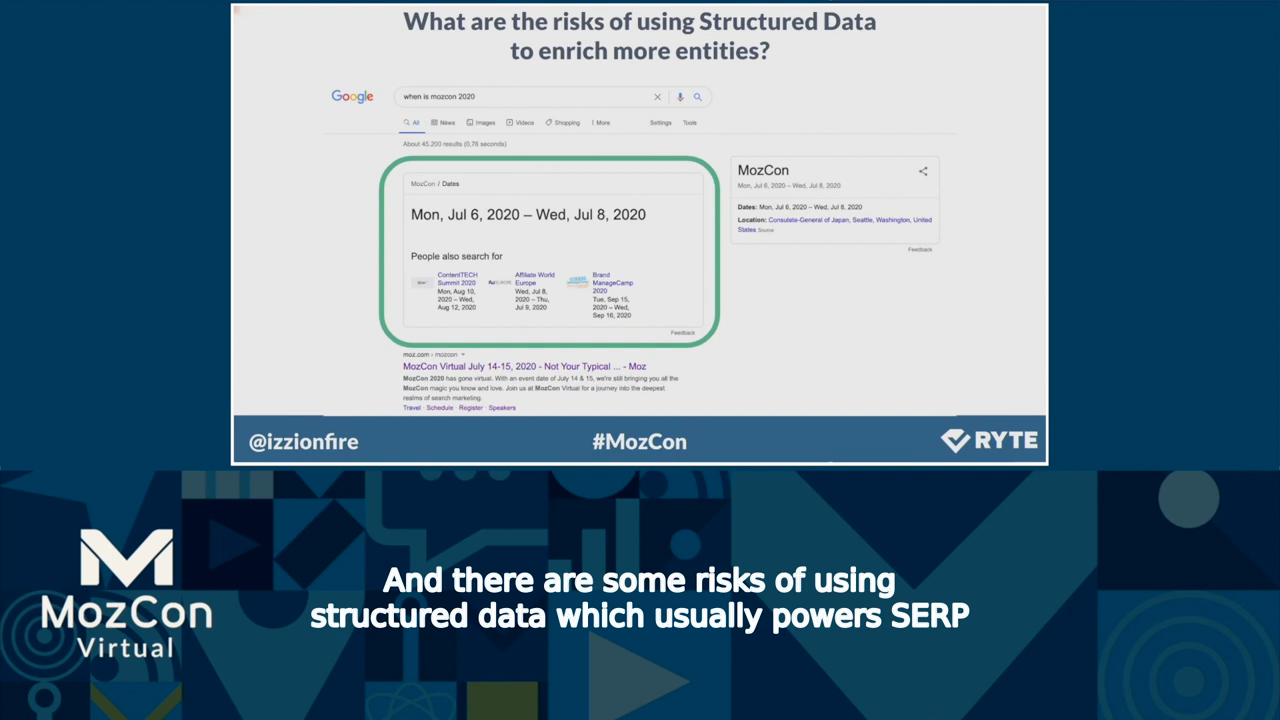 What are the risks of using Structured Data
to enrich more entities?
Google
when is mozcon 2020
All News Images Videos Shopping More Settings Tools
About 45.200 results (0,76 seconds)
MozCon / Dates
Mon, Jul 6, 2020 – Wed, Jul 8, 2020
People also search for
ContentTECH
Summit 2020
Mon, Aug 10,
2020 – Wed,
Aug 12, 2020
Affiliate World
Europe
Wed, Jul 8,
2020 – Thu,
Jul 9, 2020
Brand
ManageCamp
2020
Tue, Sep 15,
2020 – Wed,
Sep 16, 2020
Feedback
MozCon
Mon, Jul 6, 2020 – Wed, Jul 8, 2020
Dates: Mon, Jul 6, 2020 – Wed, Jul 8, 2020
Location: Consulate-General of Japan, Seattle, Washington, United
States Source
Feedback
moz.com › mozcon
MozCon Virtual July 14-15, 2020 - Not Your Typical ... - Moz
MozCon 2020 has gone virtual. With an event date of July 14 & 15, we're still bringing you all the
MozCon magic you know and love. Join us at MozCon Virtual for a journey into the deepest
realms of search marketing.
Travel · Schedule · Register · Speakers
@izzionfire #MozCon RYTE
MozCon
Virtual
And there are some risks of using
structured data which usually powers SERP